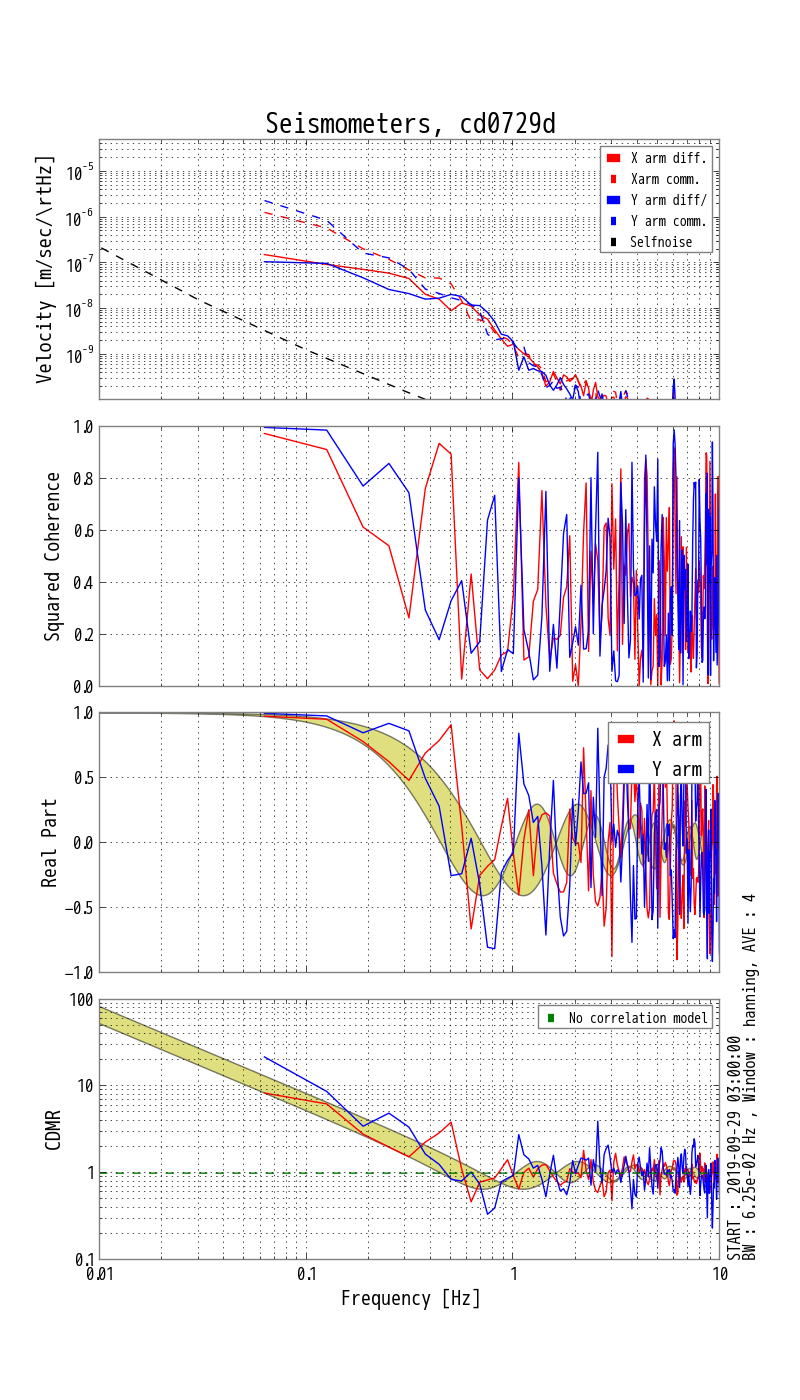 Seismometers, cd0729d
Velocity [m/sec/\rtHz]
10^-5
10^-6
10^-7
10^-8
10^-9
X arm diff.
Xarm comm.
Y arm diff/
Y arm comm.
Selfnoise
Squared Coherence
1.0
0.8
0.6
0.4
0.2
0.0
Real Part
1.0
0.5
0.0
−0.5
−1.0
X arm
Y arm
CDMR
100
10
1
0.1
No correlation model
0.01
0.1
1
10
Frequency [Hz]
START : 2019-09-29 03:00:00
BW : 6.25e-02 Hz , Window : hanning, AVE : 4